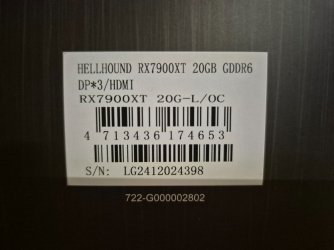 HELLHOUND RX7900XT 20GB GDDR6
DP*3/HDMI
RX7900XT 20G-L/OC
4 713436 174653
S/N: LG2412024398
722-G000002802